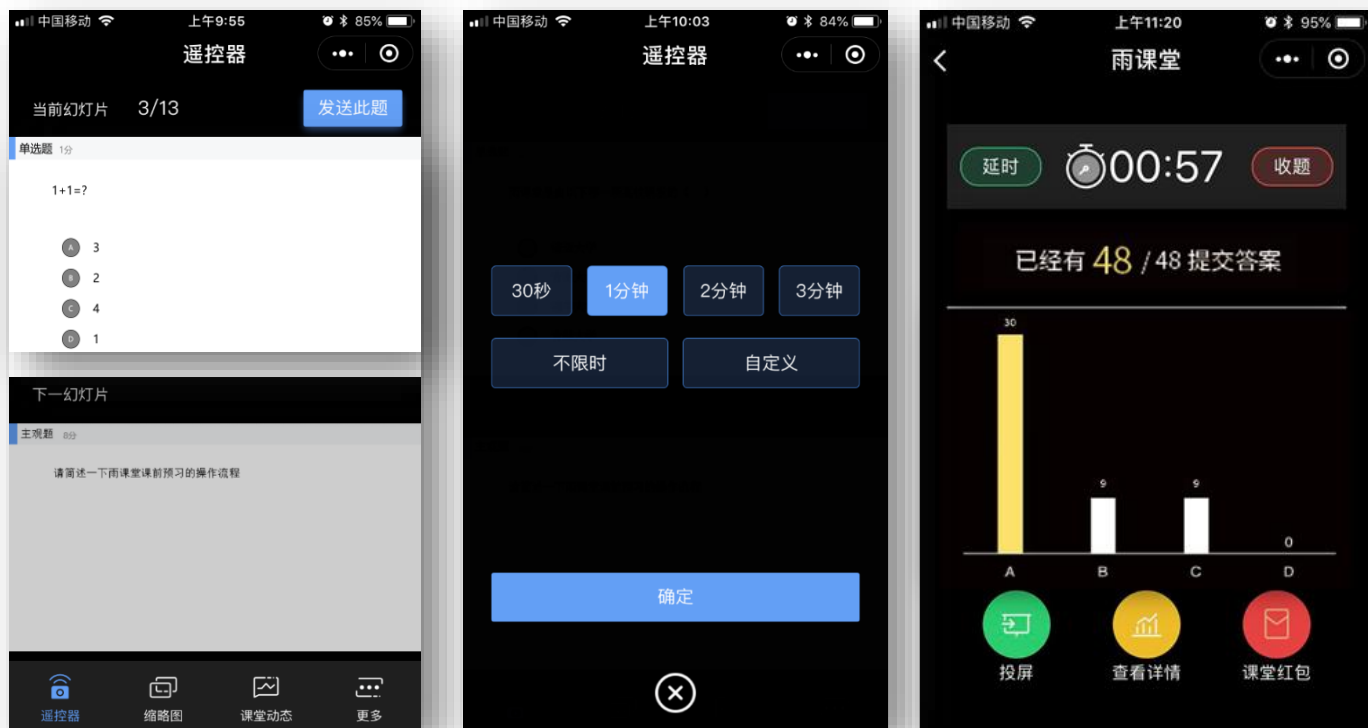 中国移动 上午9:55 85%
遥控器
当前幻灯片 3/13 发送此题
单选题 1分
1+1=?
A 3
B 2
C 4
D 1
下一幻灯片
主观题 8分
请简述一下雨课堂课前预习的操作流程
遥控器 缩略图 课堂动态 更多
中国移动 上午10:03 84%
遥控器
30秒 1分钟 2分钟 3分钟
不限时 自定义
确定
中国移动 上午11:20 95%
雨课堂
延时 00:57 收题
已经有 48 / 48 提交答案
30
9 9
0
A B C D
投屏 查看详情 课堂红包